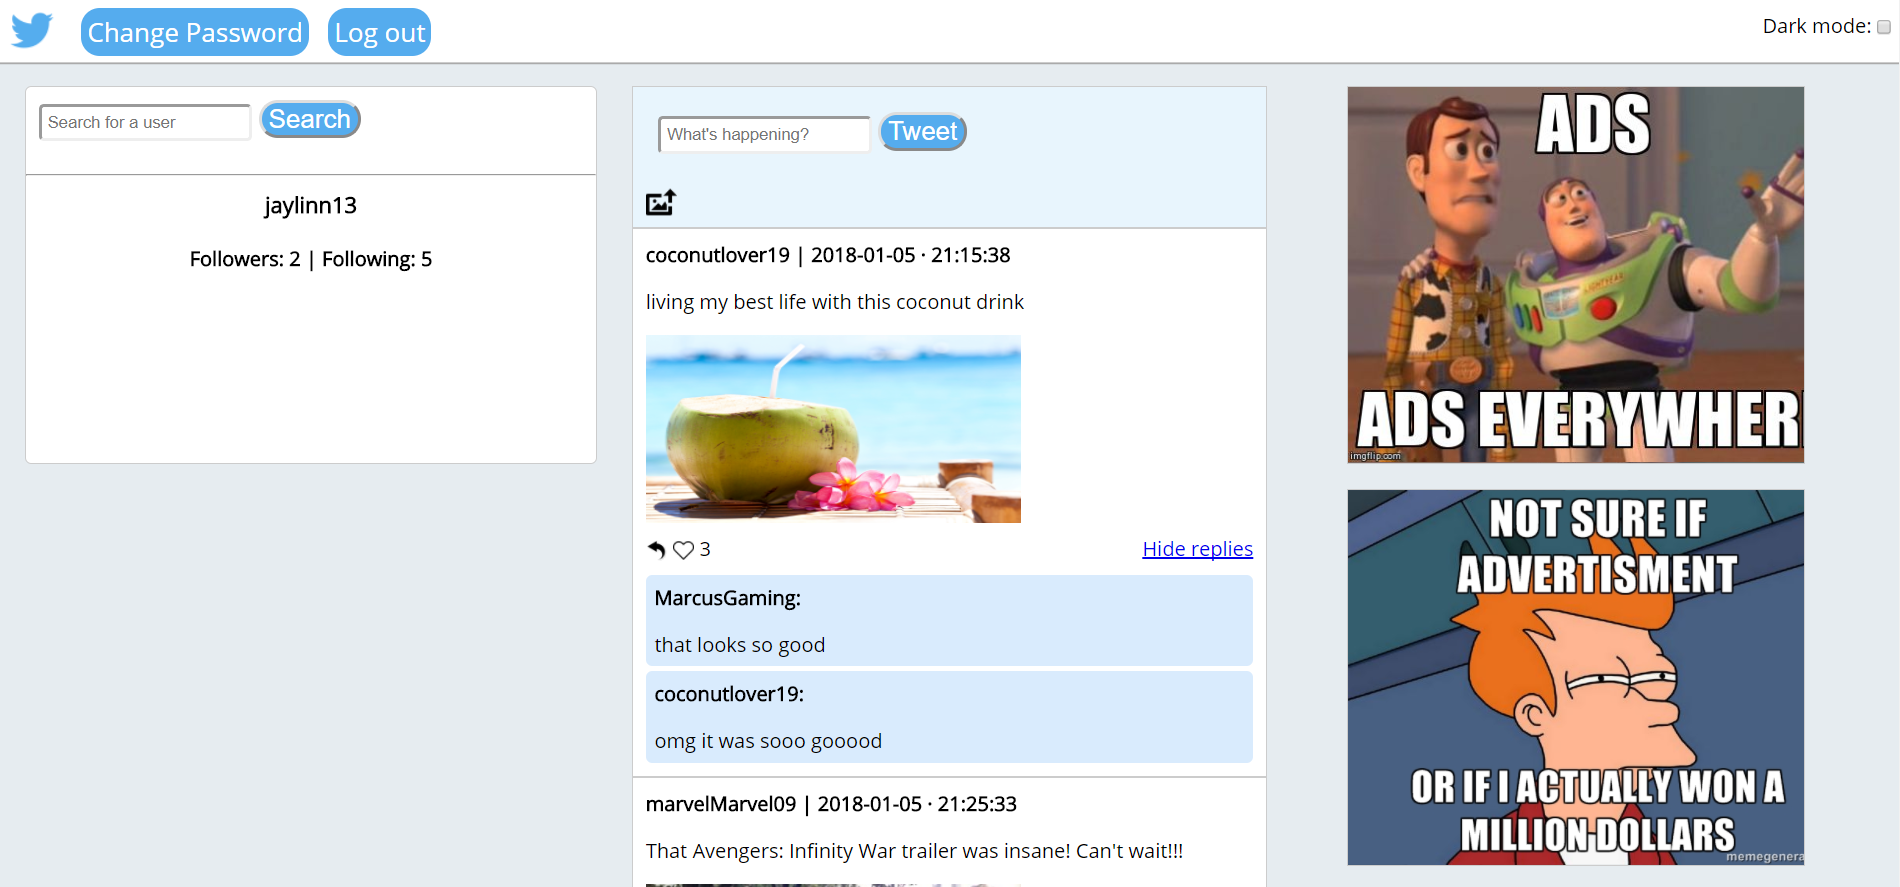 Change Password
Log out
Dark mode:
Search for a user
Search
jaylinn13
Followers: 2 | Following: 5
What's happening?
Tweet
coconutlover19 | 2018-01-05 · 21:15:38
living my best life with this coconut drink
3
Hide replies
MarcusGaming:
that looks so good
coconutlover19:
omg it was sooo gooood
marvelMarvel09 | 2018-01-05 · 21:25:33
That Avengers: Infinity War trailer was insane! Can't wait!!!
ADS
LIGHTYEAR
ADS EVERYWHER
imgflip.com
NOT SURE IF
ADVERTISMENT
OR IF I ACTUALLY WON A
MILLION DOLLARS
memegenera